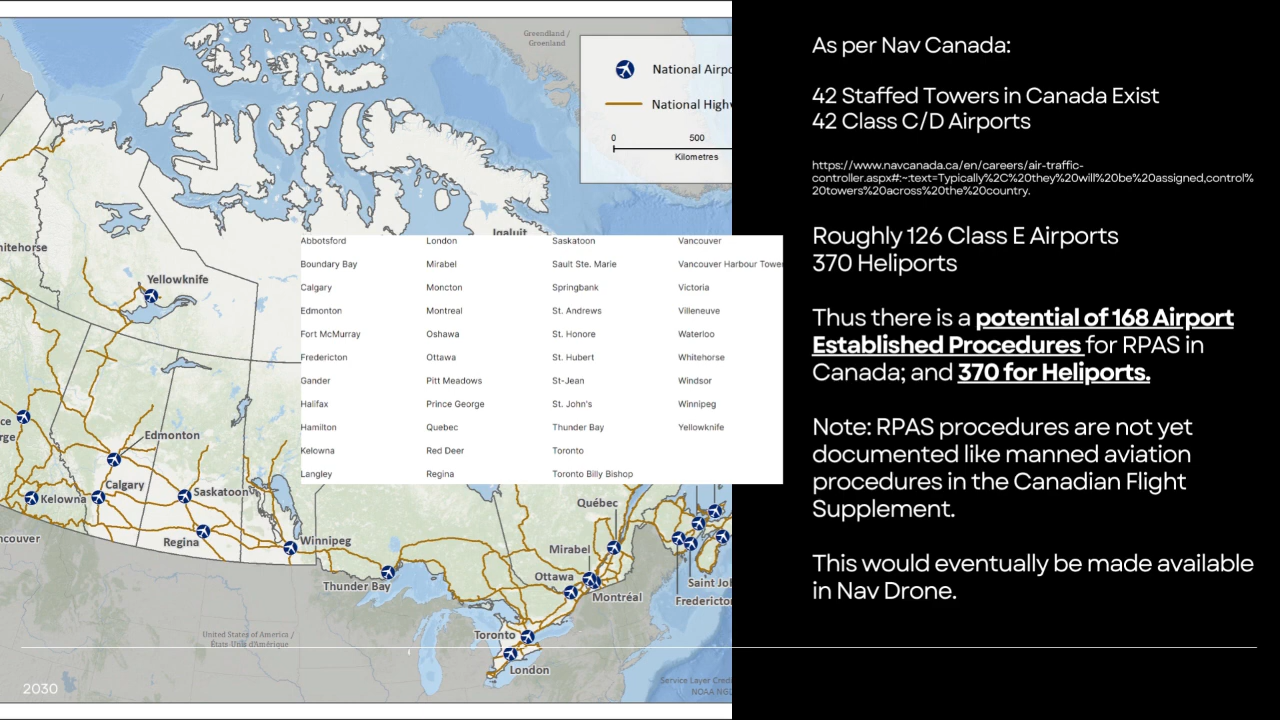 Greenland /
Groenland
National Airpo
National Highw
0 500
Kilometres
Iqaluit
hitehorse
Yellowknife
Abbotsford London Saskatoon Vancouver
Boundary Bay Mirabel Sault Ste. Marie Vancouver Harbour Tower
Calgary Moncton Springbank Victoria
Edmonton Montreal St. Andrews Villeneuve
Fort McMurray Oshawa St. Honore Waterloo
Fredericton Ottawa St. Hubert Whitehorse
Gander Pitt Meadows St-Jean Windsor
Halifax Prince George St. John's Winnipeg
Hamilton Quebec Thunder Bay Yellowknife
Kelowna Red Deer Toronto
Langley Regina Toronto Billy Bishop
ce
rge
Edmonton
Calgary
Kelowna
Saskatoon
ncouver
Regina
Winnipeg
Thunder Bay
Québec
Mirabel
Ottawa
Montréal
Saint Jo
Fredericto
Toronto
London
United States of America /
États-Unis d'Amérique
Service Layer Credi
NOAA NGD
2030
As per Nav Canada:
42 Staffed Towers in Canada Exist
42 Class C/D Airports
https://www.navcanada.ca/en/careers/air-traffic-
controller.aspx#:~:text=Typically%2C%20they%20will%20be%20assigned,control%
20towers%20across%20the%20country.
Roughly 126 Class E Airports
370 Heliports
Thus there is a potential of 168 Airport
Established Procedures for RPAS in
Canada; and 370 for Heliports.
Note: RPAS procedures are not yet
documented like manned aviation
procedures in the Canadian Flight
Supplement.
This would eventually be made available
in Nav Drone.